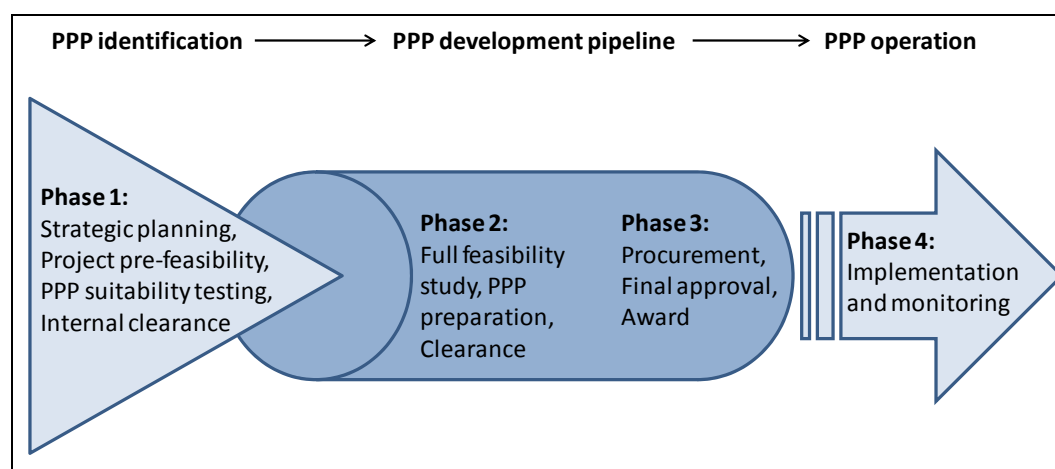 PPP identification
PPP development pipeline
PPP operation
Phase 1:
Strategic planning,
Project pre-feasibility,
PPP suitability testing,
Internal clearance
Phase 2:
Full feasibility
study, PPP
preparation,
Clearance
Phase 3:
Procurement,
Final approval,
Award
Phase 4:
Implementation
and monitoring